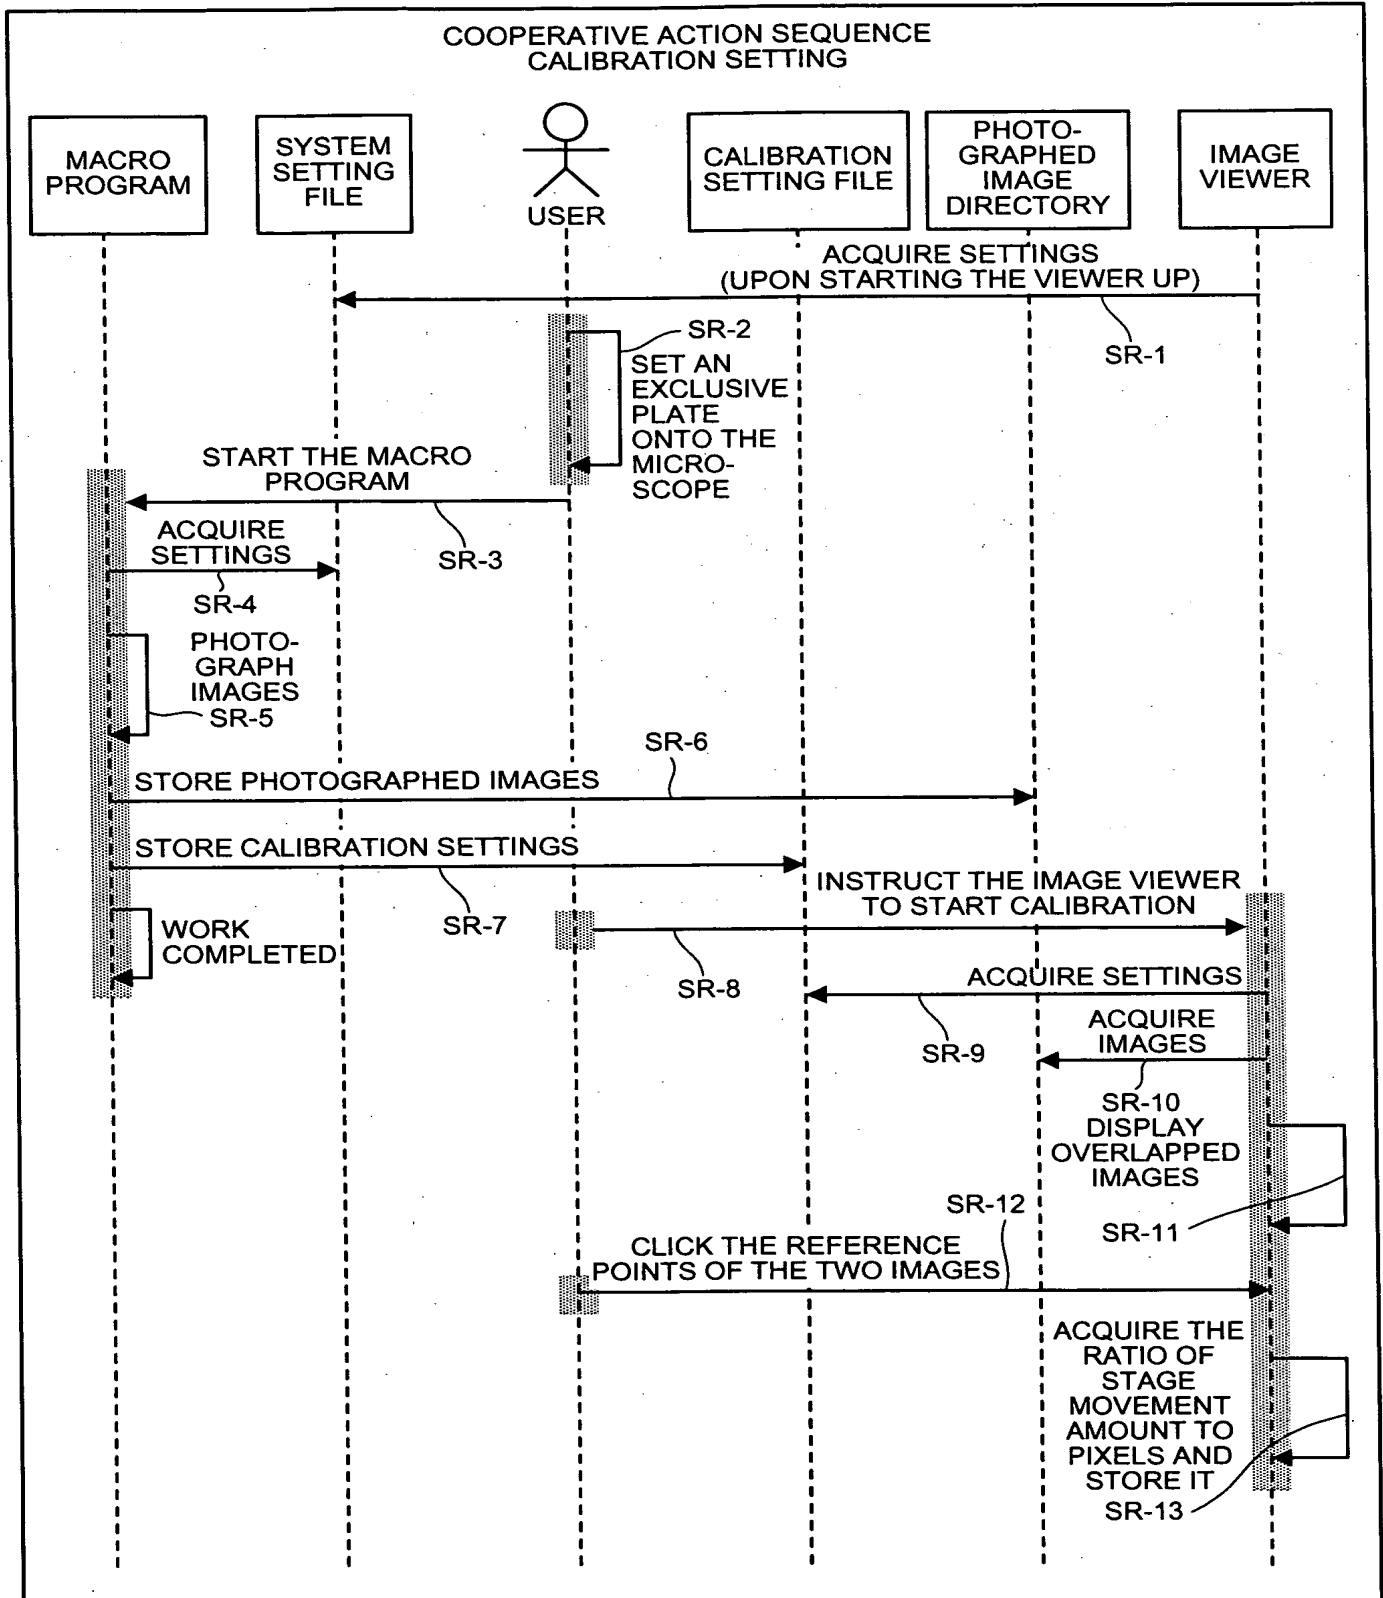 COOPERATIVE ACTION SEQUENCE
CALIBRATION SETTING
MACRO
PROGRAM
SYSTEM
SETTING
FILE
USER
CALIBRATION
SETTING FILE
PHOTO-
GRAPHED
IMAGE
DIRECTORY
IMAGE
VIEWER
ACQUIRE SETTINGS
(UPON STARTING THE VIEWER UP)
SR-1
SR-2
SET AN
EXCLUSIVE
PLATE
ONTO THE
MICRO-
SCOPE
START THE MACRO
PROGRAM
SR-3
ACQUIRE
SETTINGS
SR-4
PHOTO-
GRAPH
IMAGES
SR-5
SR-6
STORE PHOTOGRAPHED IMAGES
STORE CALIBRATION SETTINGS
SR-7
WORK
COMPLETED
INSTRUCT THE IMAGE VIEWER
TO START CALIBRATION
SR-8
ACQUIRE SETTINGS
SR-9
ACQUIRE
IMAGES
SR-10
DISPLAY
OVERLAPPED
IMAGES
SR-11
SR-12
CLICK THE REFERENCE
POINTS OF THE TWO IMAGES
ACQUIRE THE
RATIO OF
STAGE
MOVEMENT
AMOUNT TO
PIXELS AND
STORE IT
SR-13